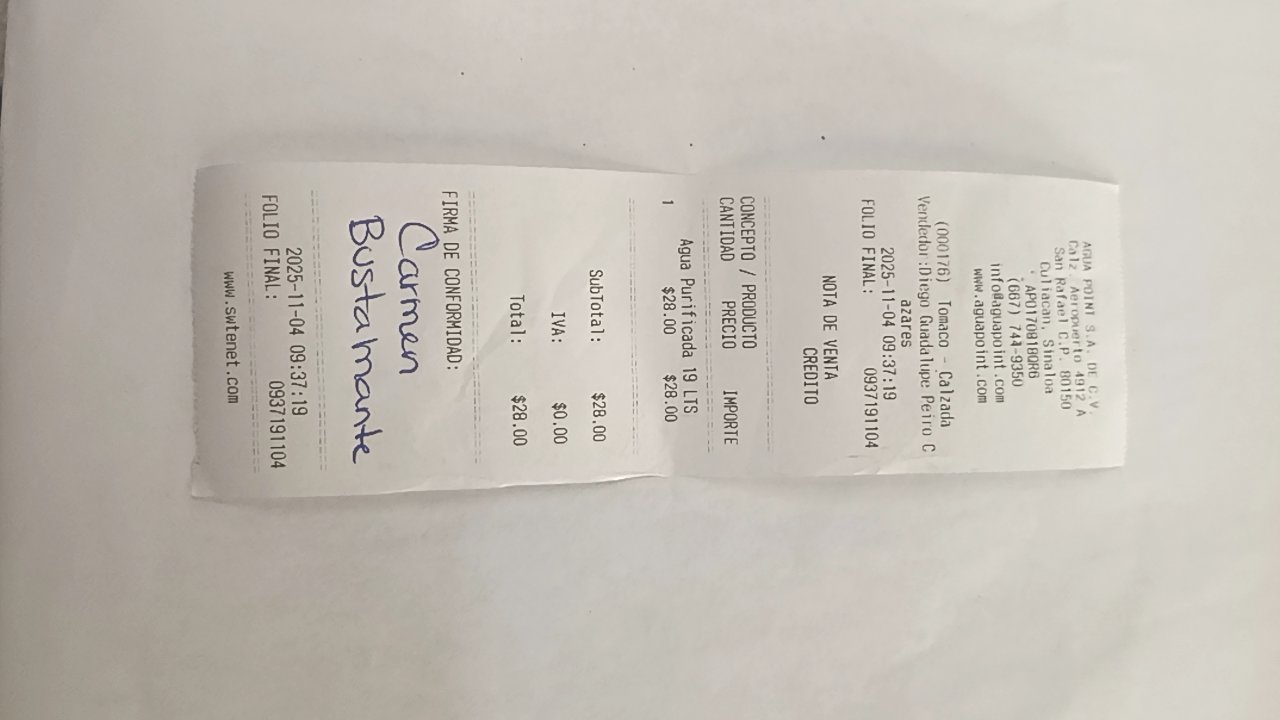 AGUA POINT S.A. DE C.V.
Calz. Aeropuerto 4912 A
San Rafael C.P. 80150
Culiacan, Sinaloa
. APO170818QR6
(667) 744-9350
info@aguapoint.com
www.aguapoint.com
(000176) Tomaco - Calzada
Vendedor:Diego Guadalupe Peiro C
azares
2025-11-04 09:37:19
FOLIO FINAL: 0937191104
NOTA DE VENTA
CREDITO
CONCEPTO / PRODUCTO
CANTIDAD PRECIO IMPORTE
Agua Purificada 19 LTS
1 $28.00 $28.00
SubTotal: $28.00
IVA: $0.00
Total: $28.00
FIRMA DE CONFORMIDAD:
Carmen
Bustamante
2025-11-04 09:37:19
FOLIO FINAL: 0937191104
www.swtenet.com